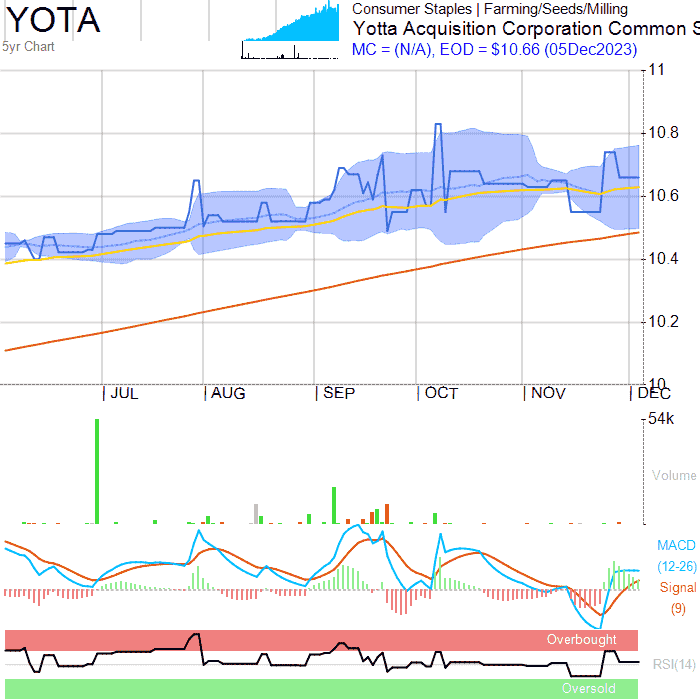 YOTA
5yr Chart
Consumer Staples | Farming/Seeds/Milling
Yotta Acquisition Corporation Common S
MC = (N/A), EOD = $10.66 (05Dec2023)
11
10.8
10.6
10.4
10.2
10
JUL AUG SEP OCT NOV DEC
54k
Volume
MACD
(12-26)
Signal
(9)
Overbought
RSI(14)
Oversold